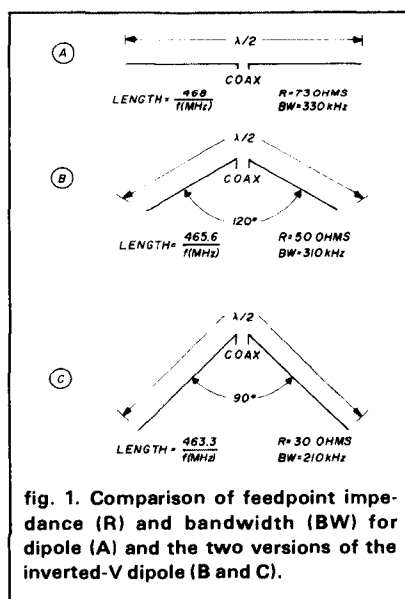 λ/2
A
COAX
LENGTH = 468 / f(MHz)
R=73 OHMS
BW=330 kHz
λ/2
B
COAX
120°
LENGTH = 465.6 / f(MHz)
R=50 OHMS
BW=310 kHz
λ/2
COAX
C
90°
LENGTH = 463.3 / f(MHz)
R=30 OHMS
BW=210 kHz
fig. 1. Comparison of feedpoint impe-
dance (R) and bandwidth (BW) for
dipole (A) and the two versions of the
inverted-V dipole (B and C).